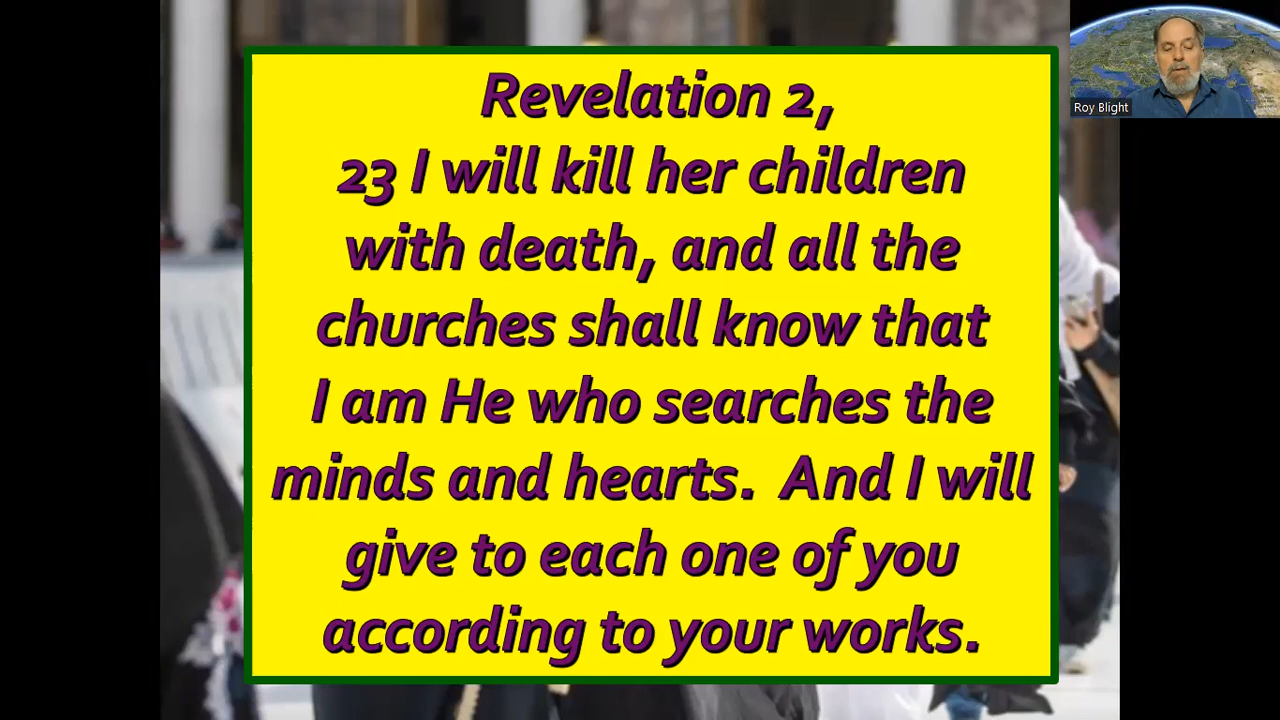 Revelation 2,
23 I will kill her children
with death, and all the
churches shall know that
I am He who searches the
minds and hearts.  And I will
give to each one of you
according to your works.
Roy Blight